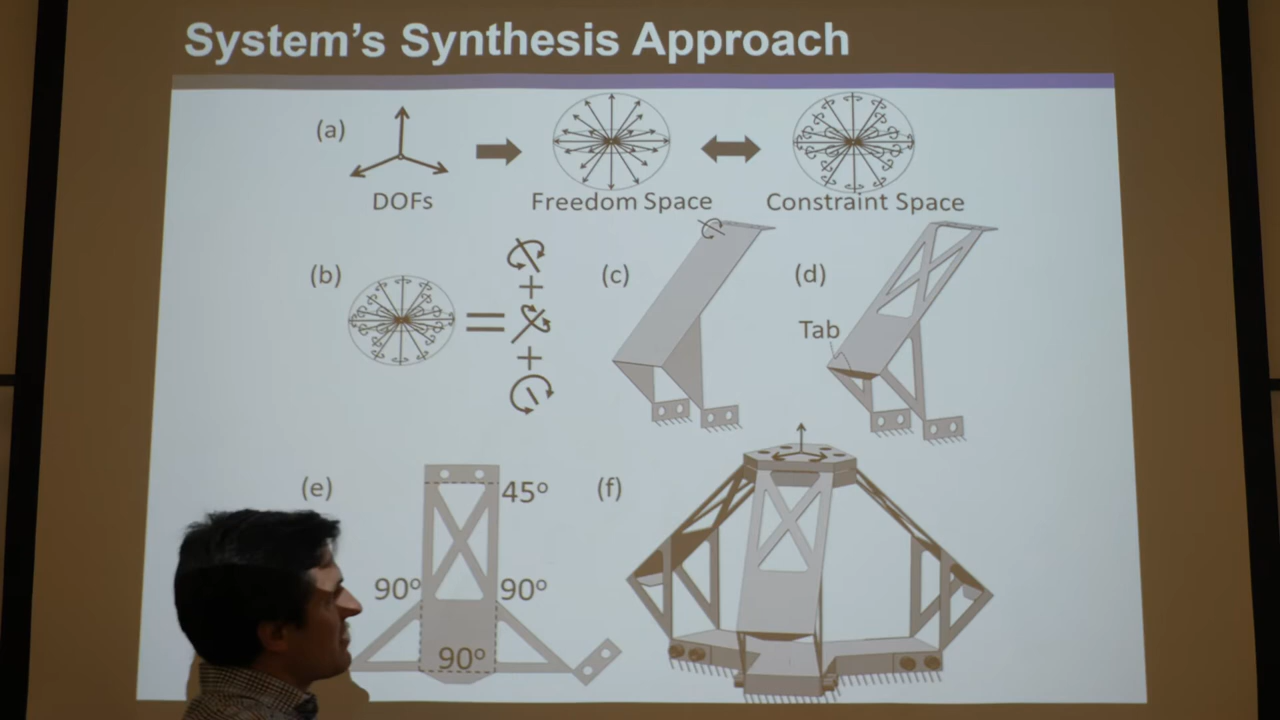 System's Synthesis Approach
(a)
DOFs
Freedom Space
Constraint Space
(b)
(c)
(d)
Tab
(e)
45°
90°
90°
90°
(f)